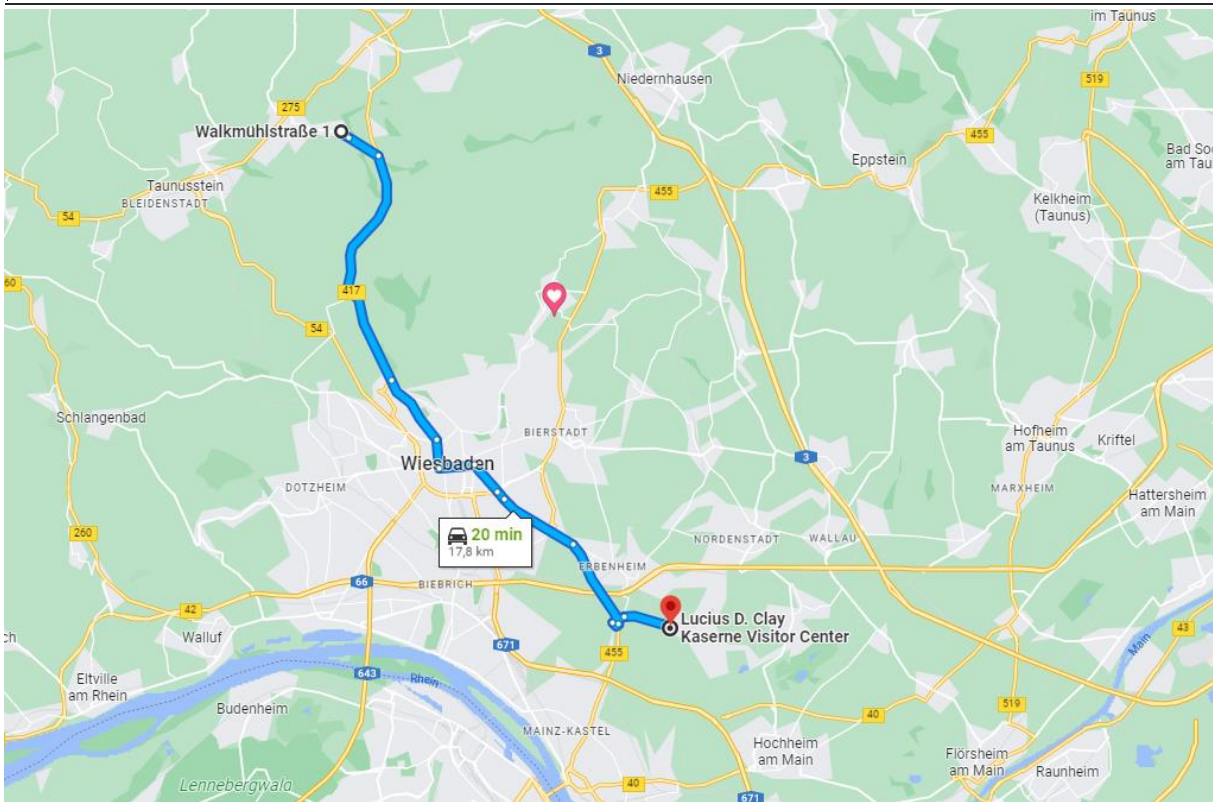 im Taunus
3
Niedernhausen
519
275
Walkmühlstraße 1
455
Eppstein
Bad So
am Tau
Taunusstein
BLEIDENSTADT
455
Kelkheim
(Taunus)
54
60
417
54
Schlangenbad
BIERSTADT
Hofheim
am Taunus
Kriftel
Wiesbaden
3
DOTZHEIM
MARXHEIM
Hattersheim
am Main
260
20 min
17,8 km
NORDENSTADT
WALLAU
ERBENHEIM
66
BIEBRICH
42
Walluf
Lucius D. Clay
Kaserne Visitor Center
43
ch
671
455
Main
Eltville
am Rhein
643
Rhein
Budenheim
519
40
MAINZ-KASTEL
Hochheim
am Main
Flörsheim
am Main
Raunheim
Lennebergwald
40
671